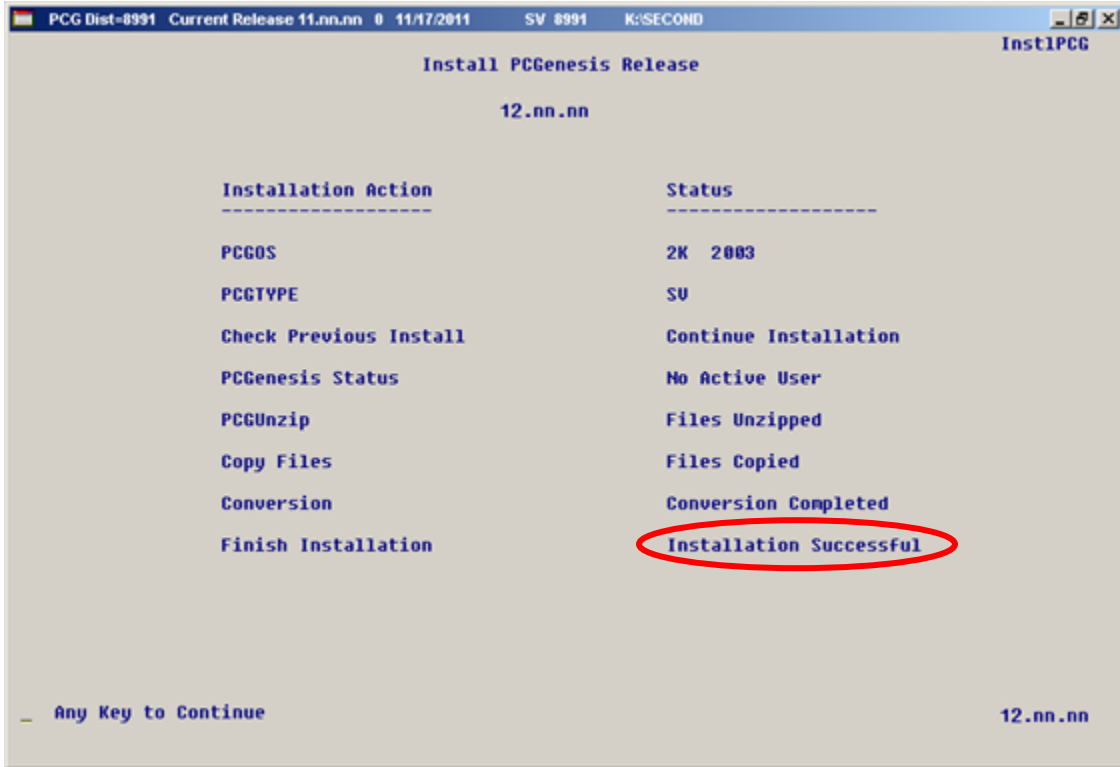 PCG Dist=8991 Current Release 11.nn.nn 0 11/17/2011 SV 8991 K:\SECOND
InstlPCG
Install PCGenesis Release
12.nn.nn
Installation Action Status
------------------- -------------------
PCGOS 2K 2003
PCGTYPE SV
Check Previous Install Continue Installation
PCGenesis Status No Active User
PCGUnzip Files Unzipped
Copy Files Files Copied
Conversion Conversion Completed
Finish Installation Installation Successful
_ Any Key to Continue 12.nn.nn